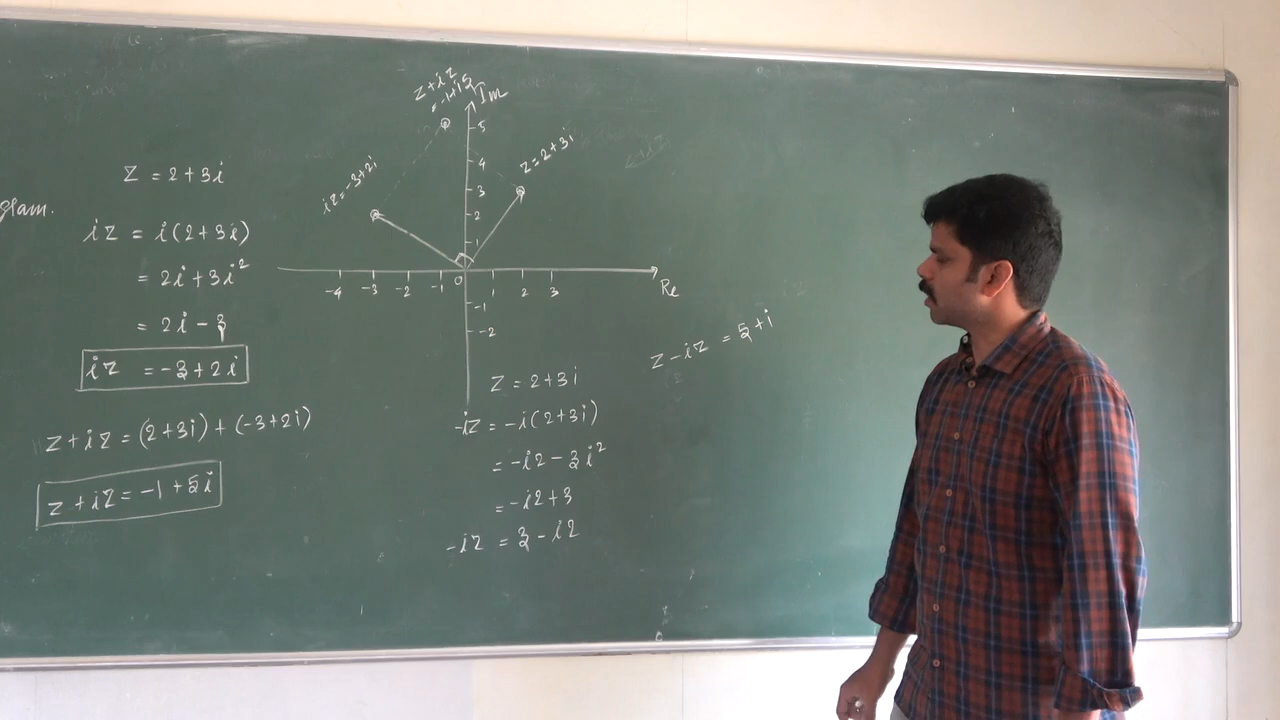 glam.
Z = 2+3i
iz = i(2+3i)
= 2i+3i²
= 2i-3
iz = -3+2i
z+iz = (2+3i)+(-3+2i)
z+iz = -1+5i
z+iz
= -1+i5
Im
5
4
3
2
1
z=2+3i
iz=-3+2i
-4 -3 -2 -1 0 1 2 3
Re
-1
-2
Z = 2+3i
-iz = -i(2+3i)
= -i2-3i²
= -i2+3
-iz = 3-i2
z-iz = 5+i